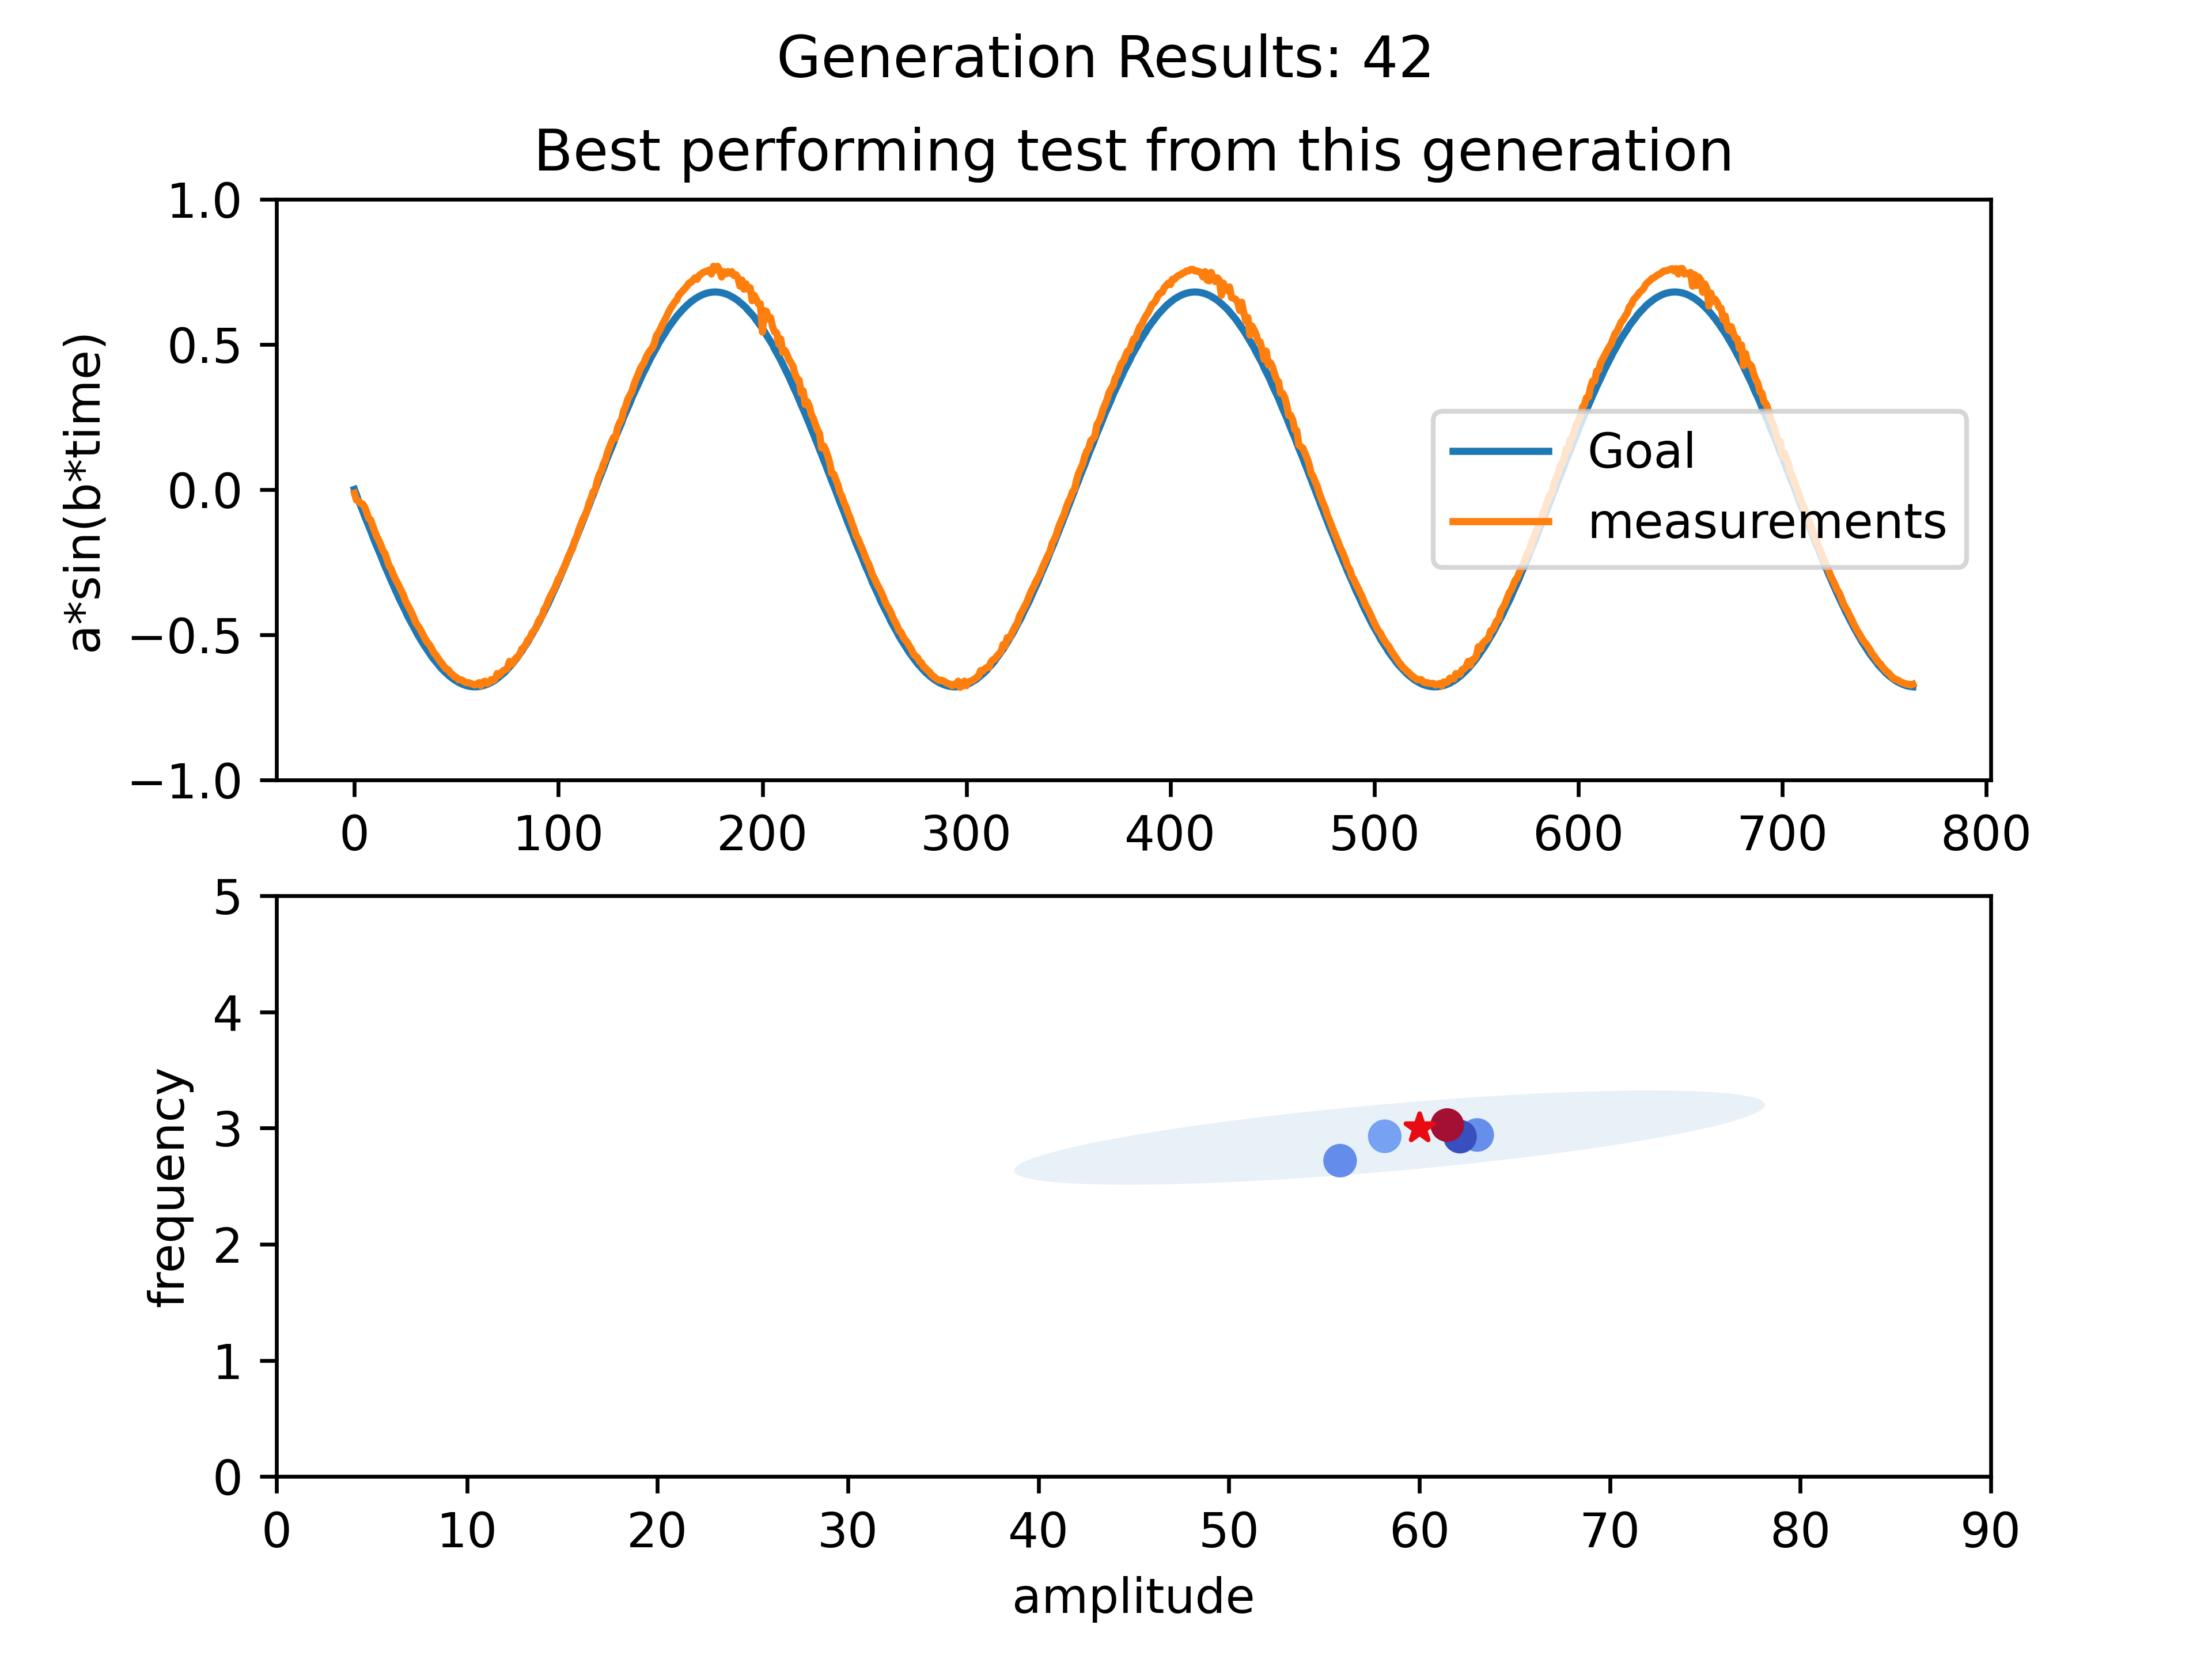 Generation Results: 42
Best performing test from this generation
1.0
0.5
0.0
−0.5
−1.0
a*sin(b*time)
Goal
measurements
0 100 200 300 400 500 600 700 800
5
4
3
2
1
0
frequency
0 10 20 30 40 50 60 70 80 90
amplitude